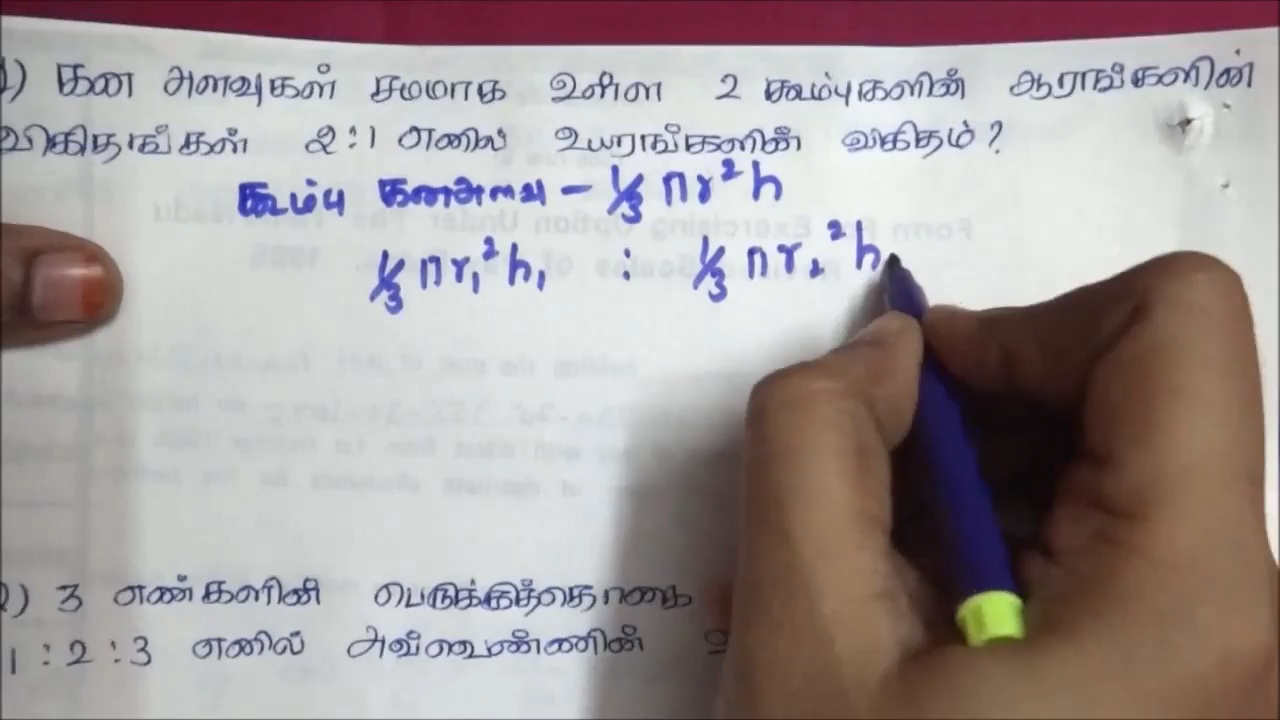 1) கன அளவுகள் சமமாக உள்ள 2 கூம்புகளின் ஆரங்களின்
விகிதங்கள் 2:1 எனில் உயரங்களின் விகிதம்?
கூம்பு கனஅளவு – 1/3 πr²h
1/3 πr₁²h₁ : 1/3 πr₂²h
2) 3 எண்களின் பெருக்குத்தொகை
1:2:3 எனில் அவ்வெண்ணின்